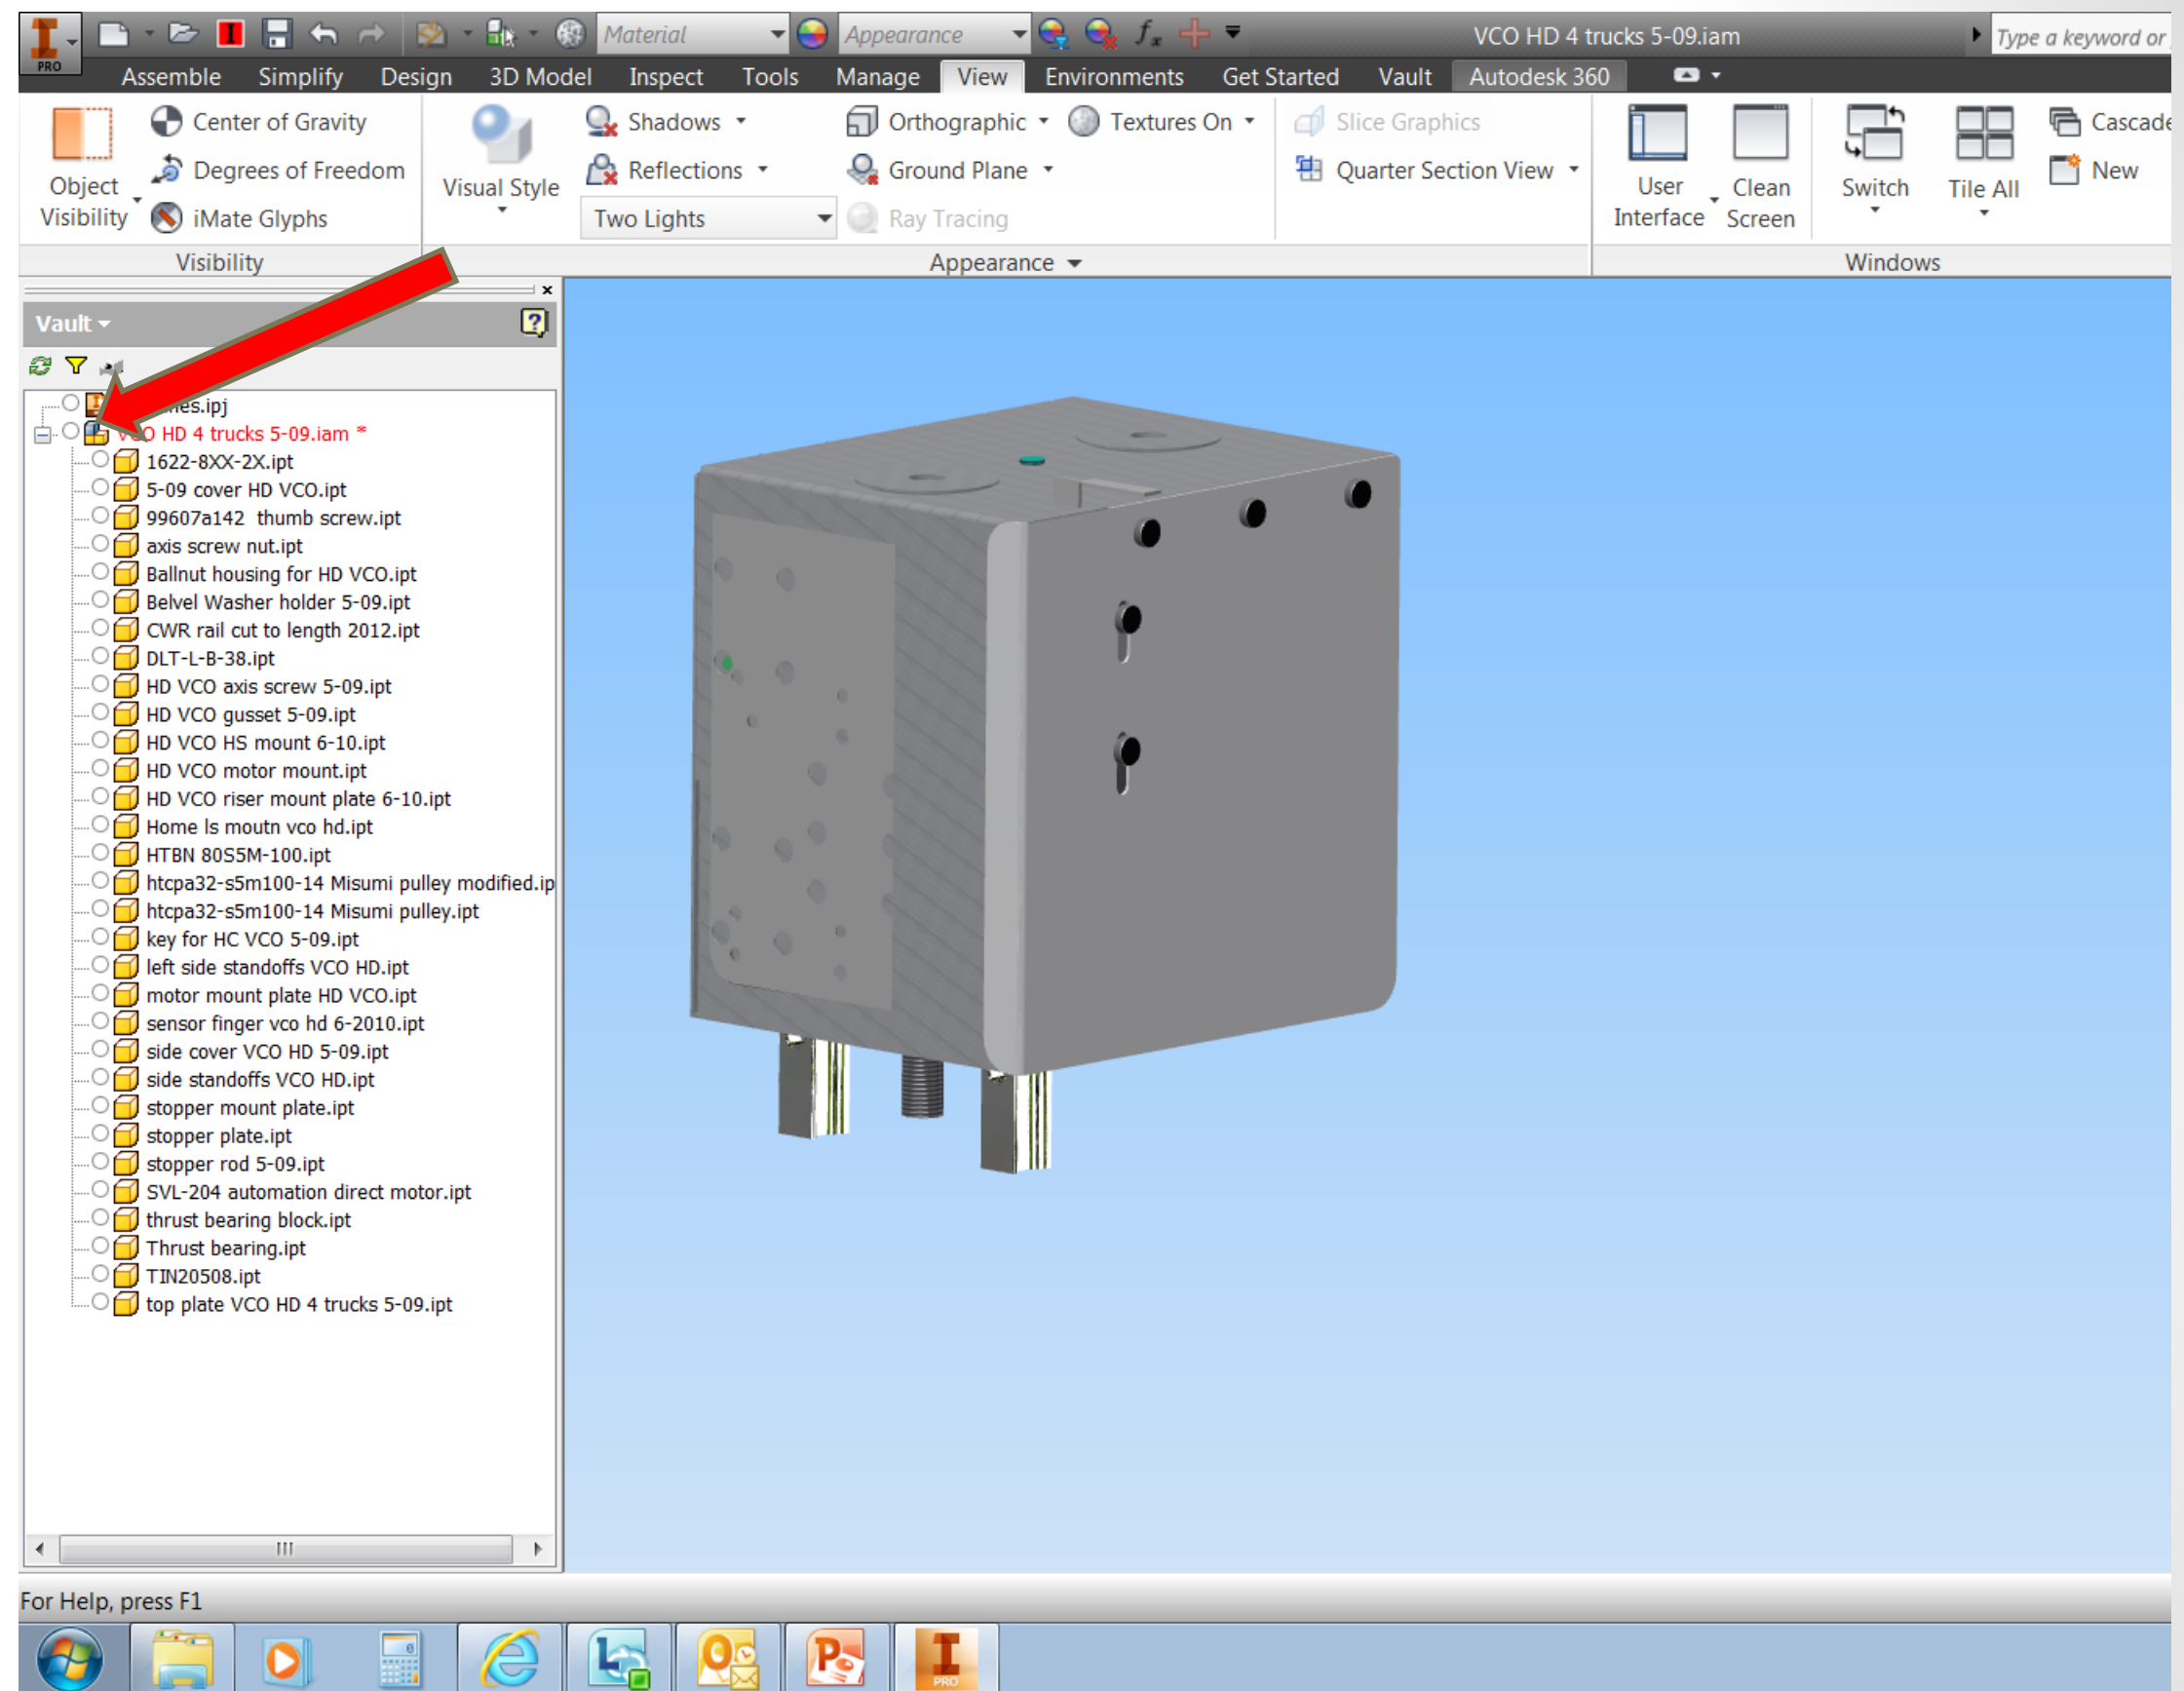 Material Appearance fx VCO HD 4 trucks 5-09.iam Type a keyword or
PRO
Assemble Simplify Design 3D Model Inspect Tools Manage View Environments Get Started Vault Autodesk 360
Center of Gravity Shadows Orthographic Textures On Slice Graphics Cascade
Degrees of Freedom Reflections Ground Plane Quarter Section View New
Object Visibility Visual Style User Interface Clean Screen Switch Tile All
iMate Glyphs Two Lights Ray Tracing
Visibility Appearance Windows
Vault
nes.ipj
VCO HD 4 trucks 5-09.iam *
1622-8XX-2X.ipt
5-09 cover HD VCO.ipt
99607a142 thumb screw.ipt
axis screw nut.ipt
Ballnut housing for HD VCO.ipt
Belvel Washer holder 5-09.ipt
CWR rail cut to length 2012.ipt
DLT-L-B-38.ipt
HD VCO axis screw 5-09.ipt
HD VCO gusset 5-09.ipt
HD VCO HS mount 6-10.ipt
HD VCO motor mount.ipt
HD VCO riser mount plate 6-10.ipt
Home ls moutn vco hd.ipt
HTBN 80S5M-100.ipt
htcpa32-s5m100-14 Misumi pulley modified.ip
htcpa32-s5m100-14 Misumi pulley.ipt
key for HC VCO 5-09.ipt
left side standoffs VCO HD.ipt
motor mount plate HD VCO.ipt
sensor finger vco hd 6-2010.ipt
side cover VCO HD 5-09.ipt
side standoffs VCO HD.ipt
stopper mount plate.ipt
stopper plate.ipt
stopper rod 5-09.ipt
SVL-204 automation direct motor.ipt
thrust bearing block.ipt
Thrust bearing.ipt
TIN20508.ipt
top plate VCO HD 4 trucks 5-09.ipt
For Help, press F1
PRO